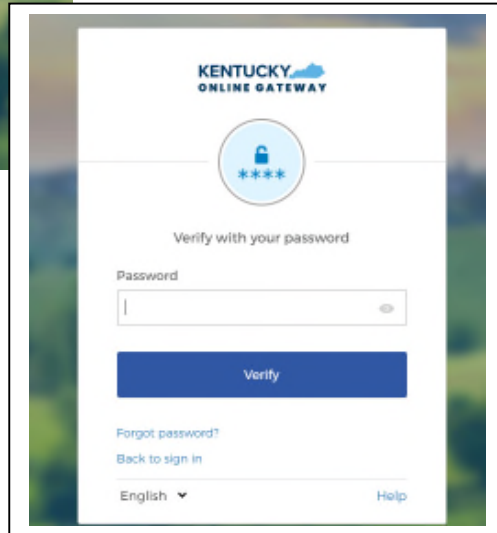 KENTUCKY
ONLINE GATEWAY
****
Verify with your password
Password
Verify
Forgot password?
Back to sign in
English
Help